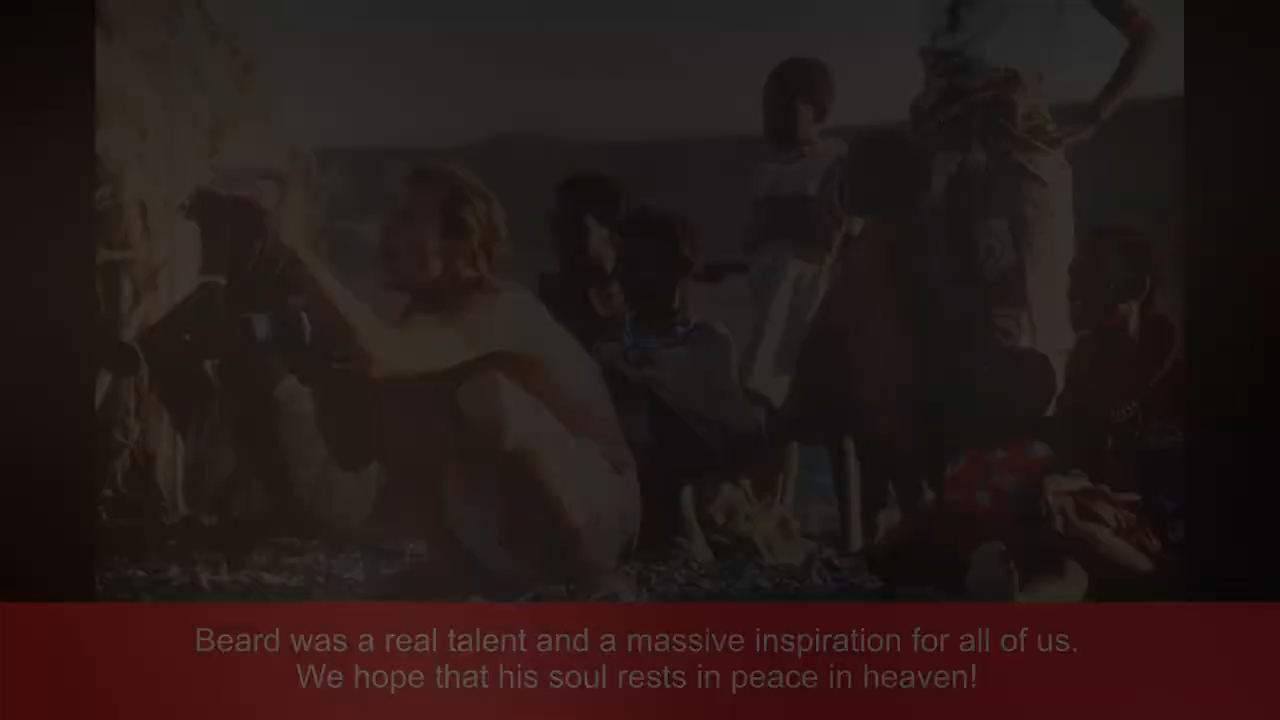 Beard was a real talent and a massive inspiration for all of us.
We hope that his soul rests in peace in heaven!